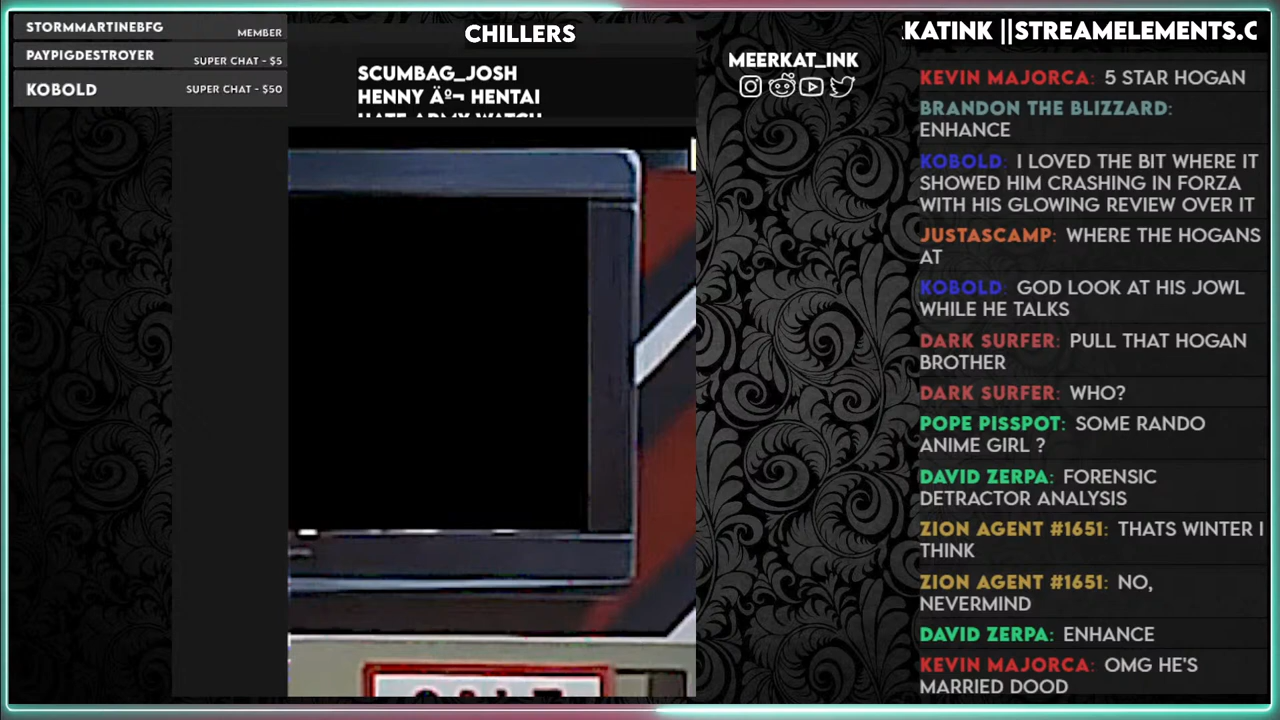 STORMMARTINEBFG
MEMBER
PAYPIGDESTROYER
SUPER CHAT - $5
KOBOLD
SUPER CHAT - $50
CHILLERS
SCUMBAG_JOSH
HENNY Äº¬ HENTAI
HATE ARMY WATCH
MEERKAT_INK
KATINK ||STREAMELEMENTS.C
KEVIN MAJORCA: 5 STAR HOGAN
BRANDON THE BLIZZARD:
ENHANCE
KOBOLD: I LOVED THE BIT WHERE IT
SHOWED HIM CRASHING IN FORZA
WITH HIS GLOWING REVIEW OVER IT
JUSTASCAMP: WHERE THE HOGANS
AT
KOBOLD: GOD LOOK AT HIS JOWL
WHILE HE TALKS
DARK SURFER: PULL THAT HOGAN
BROTHER
DARK SURFER: WHO?
POPE PISSPOT: SOME RANDO
ANIME GIRL ?
DAVID ZERPA: FORENSIC
DETRACTOR ANALYSIS
ZION AGENT #1651: THATS WINTER I
THINK
ZION AGENT #1651: NO,
NEVERMIND
DAVID ZERPA: ENHANCE
KEVIN MAJORCA: OMG HE'S
MARRIED DOOD